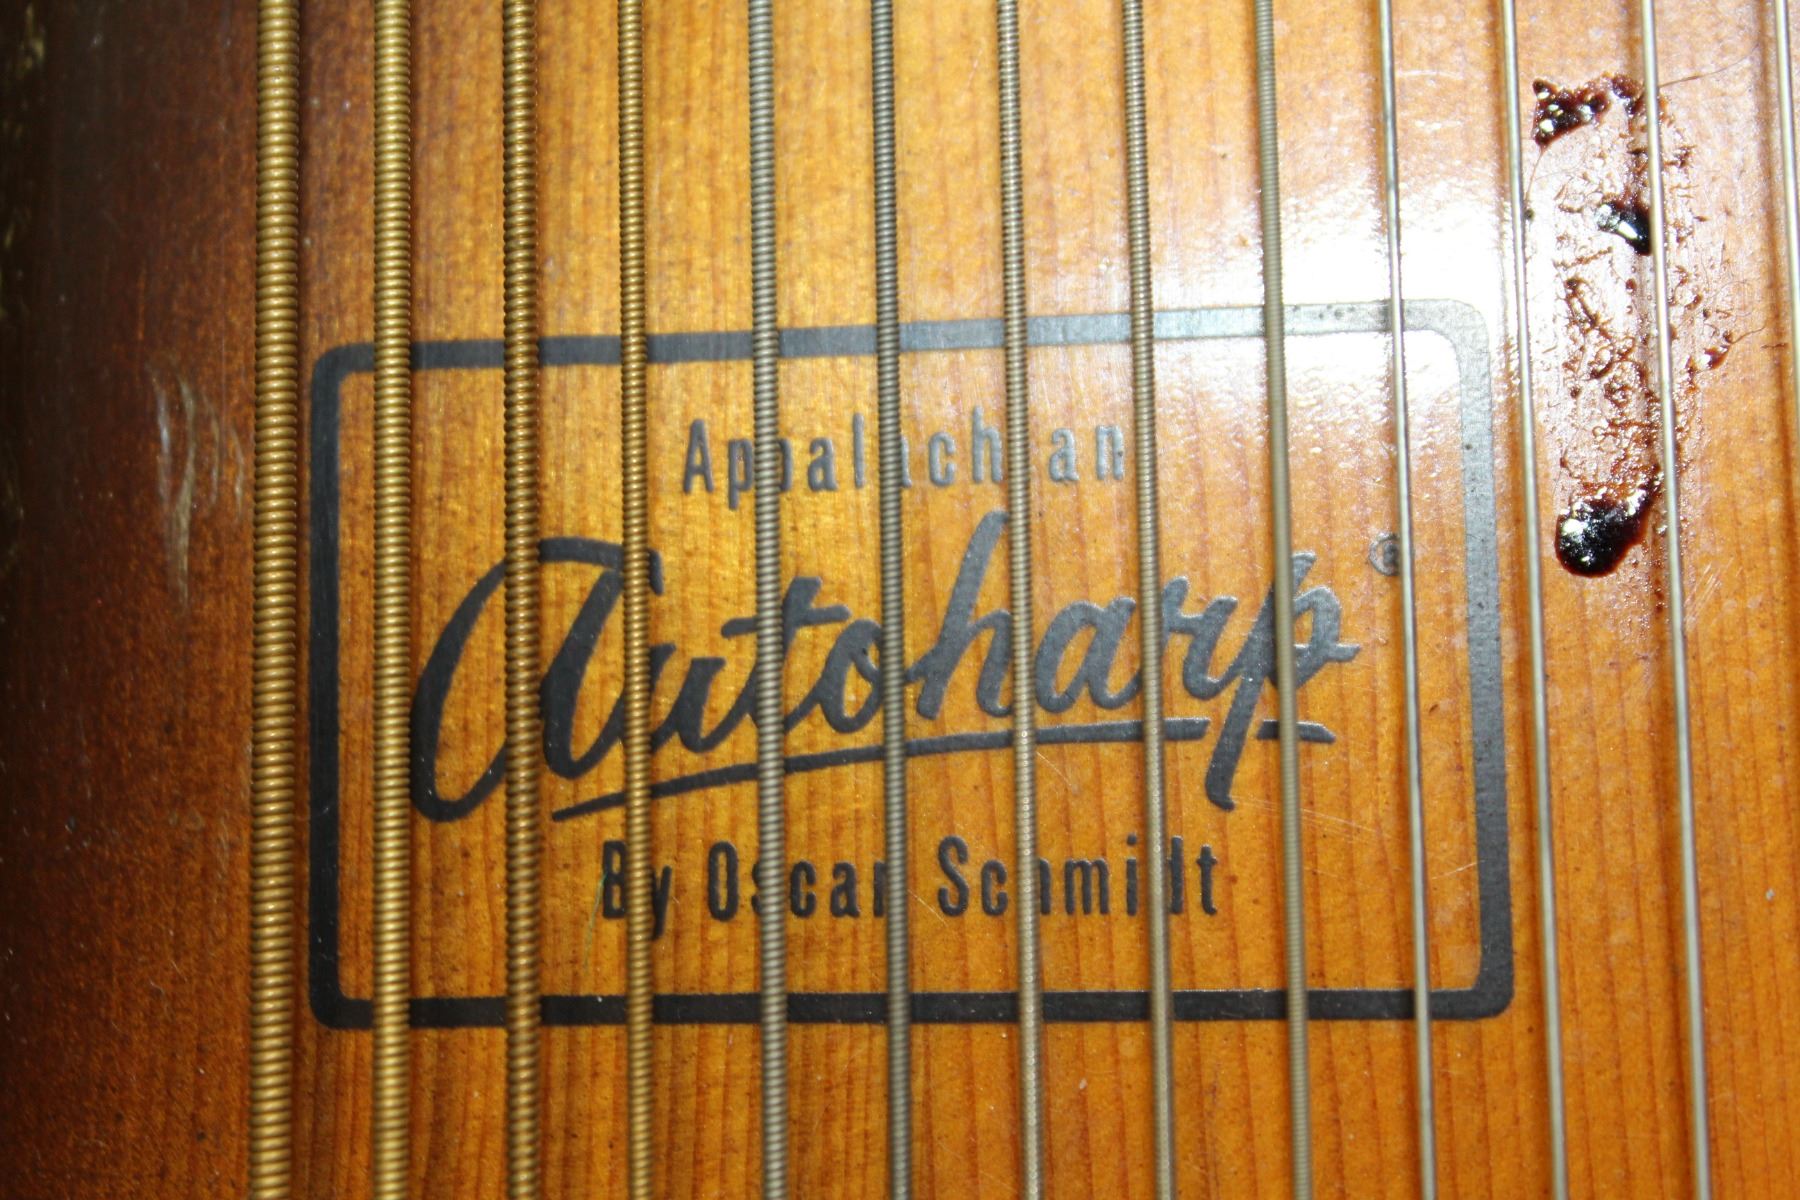 Appalachian
Autoharp ®
By Oscar Schmidt